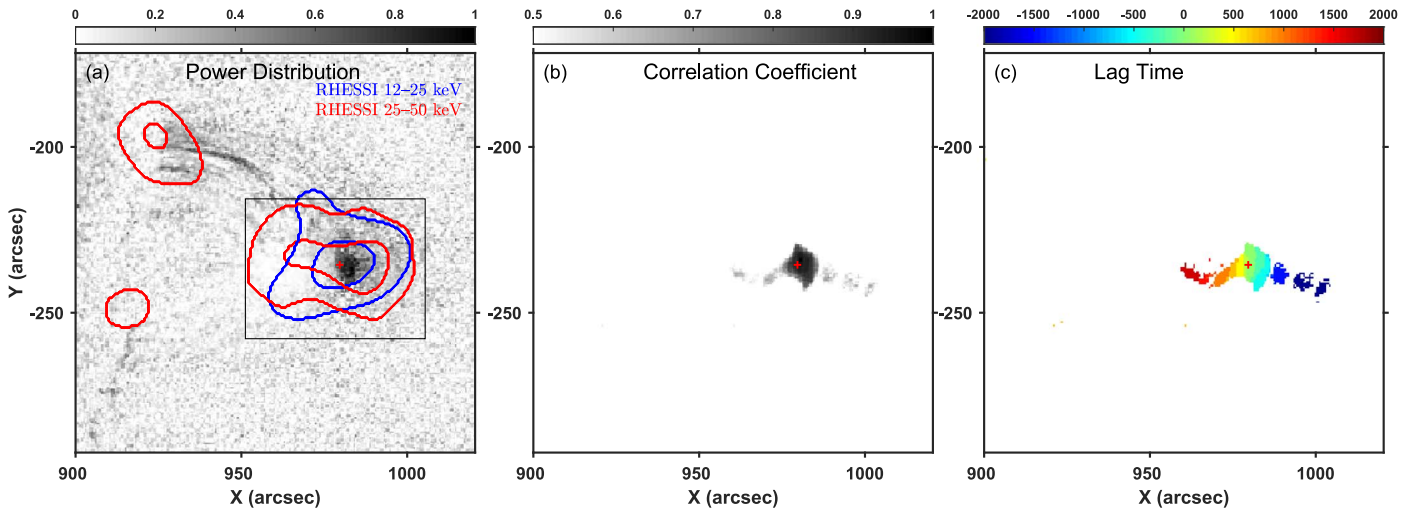 0 0.2 0.4 0.6 0.8 1
0.5 0.6 0.7 0.8 0.9 1
-2000 -1500 -1000 -500 0 500 1000 1500 2000
(a) Power Distribution
RHESSI 12–25 keV
RHESSI 25–50 keV
(b) Correlation Coefficient
(c) Lag Time
-200
-250
Y (arcsec)
900 950 1000
X (arcsec)
-200
-250
900 950 1000
X (arcsec)
-200
-250
900 950 1000
X (arcsec)